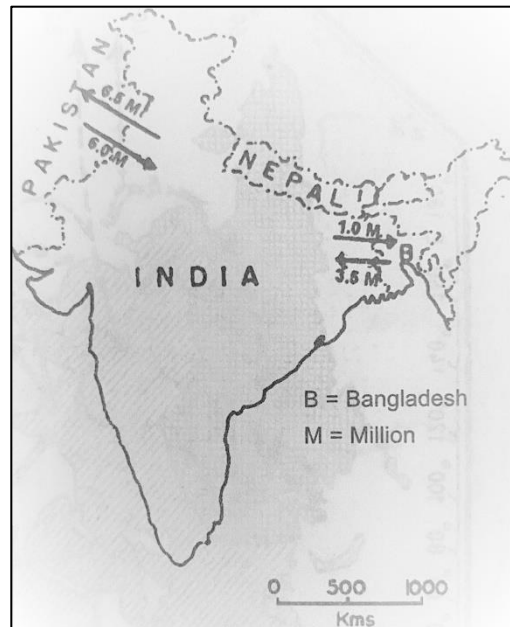 PAKISTAN
6.5 M
6.0 M
NEPAL
1.0 M
B
3.5 M
INDIA
B = Bangladesh
M = Million
0 500 1000
Kms